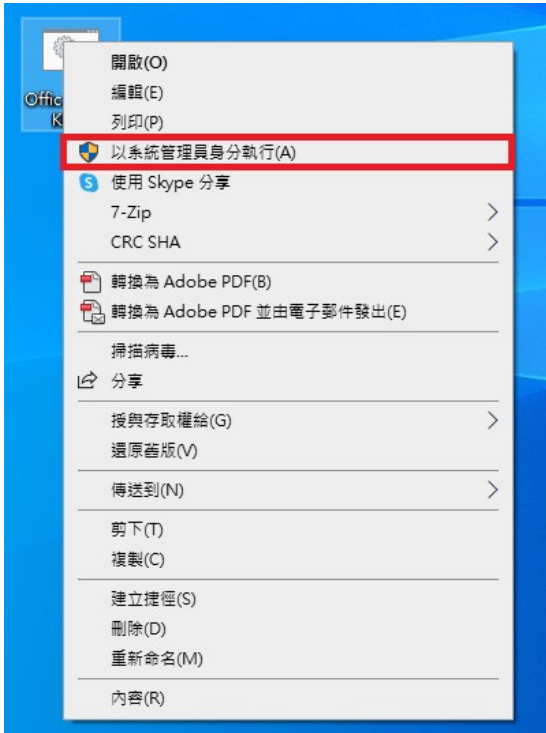 Offic
K
開啟(O)
編輯(E)
列印(P)
以系統管理員身分執行(A)
使用 Skype 分享
7-Zip
CRC SHA
轉換為 Adobe PDF(B)
轉換為 Adobe PDF 並由電子郵件發出(E)
掃描病毒...
分享
授與存取權給(G)
還原舊版(V)
傳送到(N)
剪下(T)
複製(C)
建立捷徑(S)
刪除(D)
重新命名(M)
內容(R)